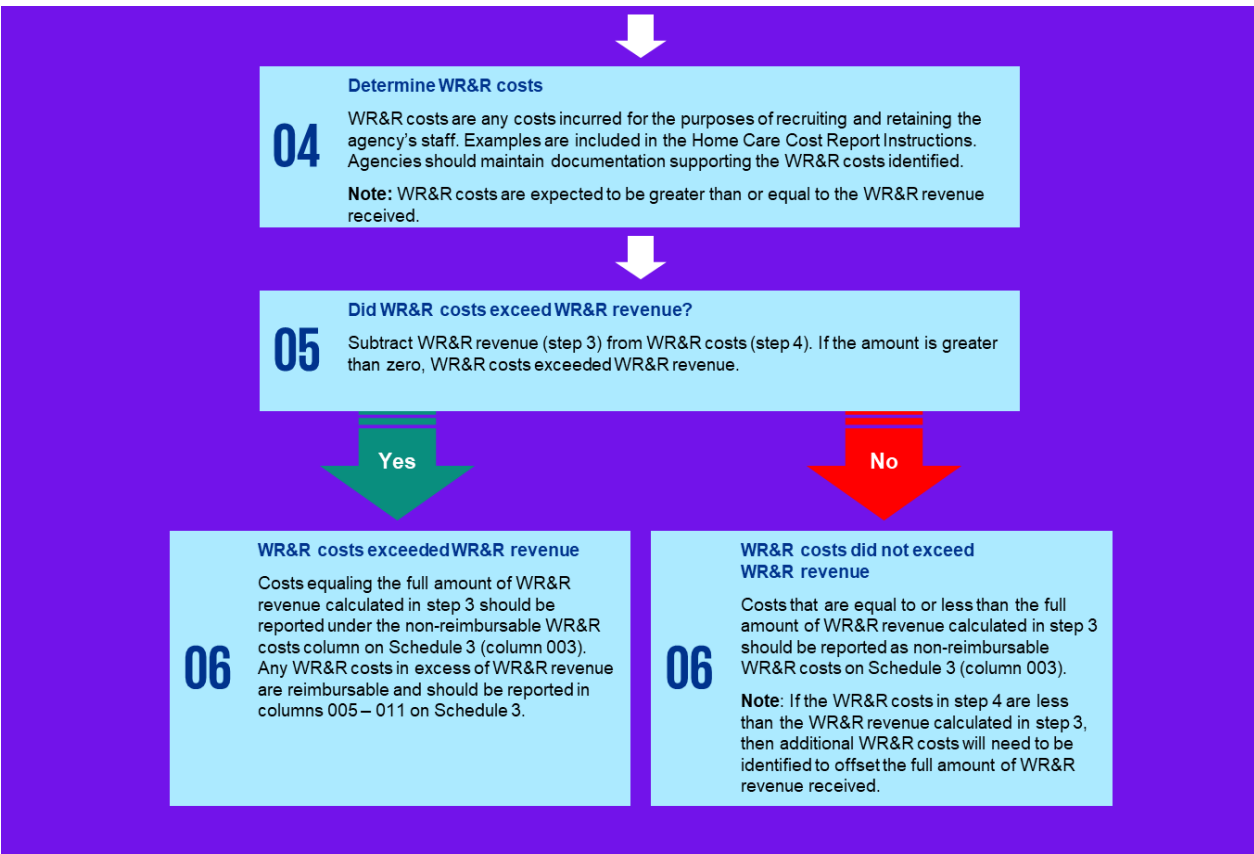 Determine WR&R costs
04
WR&R costs are any costs incurred for the purposes of recruiting and retaining the
agency's staff. Examples are included in the Home Care Cost Report Instructions.
Agencies should maintain documentation supporting the WR&R costs identified.
Note: WR&R costs are expected to be greater than or equal to the WR&R revenue
received.
Did WR&R costs exceed WR&R revenue?
05
Subtract WR&R revenue (step 3) from WR&R costs (step 4). If the amount is greater
than zero, WR&R costs exceeded WR&R revenue.
Yes
No
WR&R costs exceeded WR&R revenue
Costs equaling the full amount of WR&R
revenue calculated in step 3 should be
reported under the non-reimbursable WR&R
costs column on Schedule 3 (column 003).
06
Any WR&R costs in excess of WR&R revenue
are reimbursable and should be reported in
columns 005 – 011 on Schedule 3.
WR&R costs did not exceed
WR&R revenue
Costs that are equal to or less than the full
amount of WR&R revenue calculated in step 3
should be reported as non-reimbursable
WR&R costs on Schedule 3 (column 003).
06
Note: If the WR&R costs in step 4 are less
than the WR&R revenue calculated in step 3,
then additional WR&R costs will need to be
identified to offset the full amount of WR&R
revenue received.